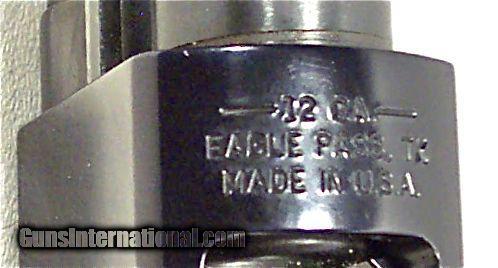 12 GA.
EAGLE PASS, TX
MADE IN U.S.A.
GunsInternational.com